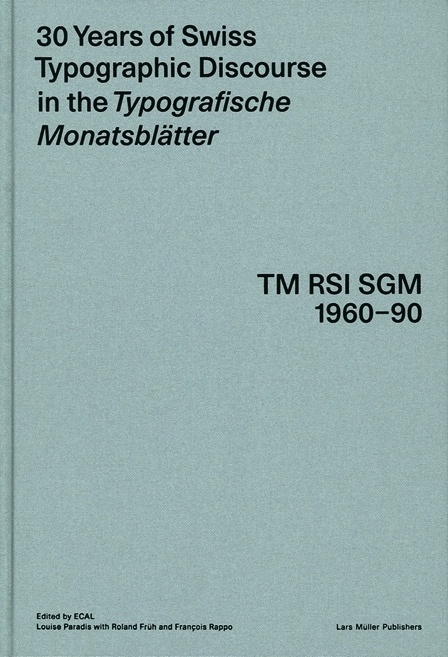 30 Years of Swiss
Typographic Discourse
in the Typografische
Monatsblätter
TM RSI SGM
1960–90
Edited by ECAL
Louise Paradis with Roland Früh and François Rappo
Lars Müller Publishers